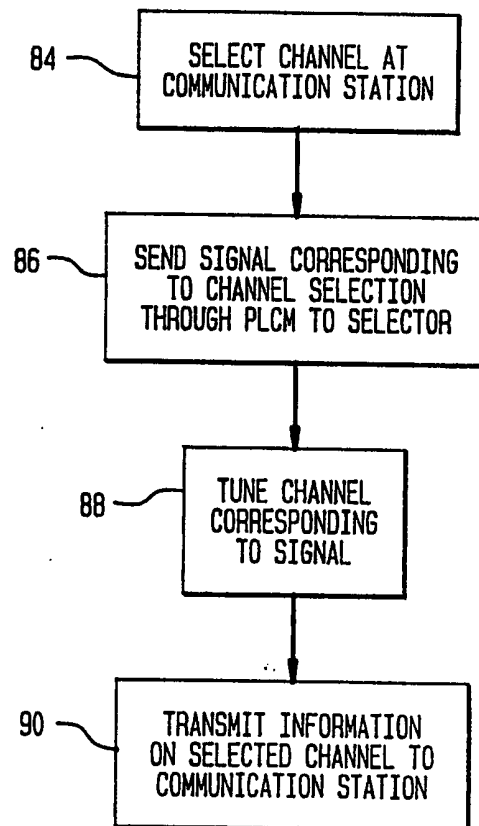 84
SELECT CHANNEL AT
COMMUNICATION STATION
86
SEND SIGNAL CORRESPONDING
TO CHANNEL SELECTION
THROUGH PLCM TO SELECTOR
88
TUNE CHANNEL
CORRESPONDING
TO SIGNAL
90
TRANSMIT INFORMATION
ON SELECTED CHANNEL TO
COMMUNICATION STATION